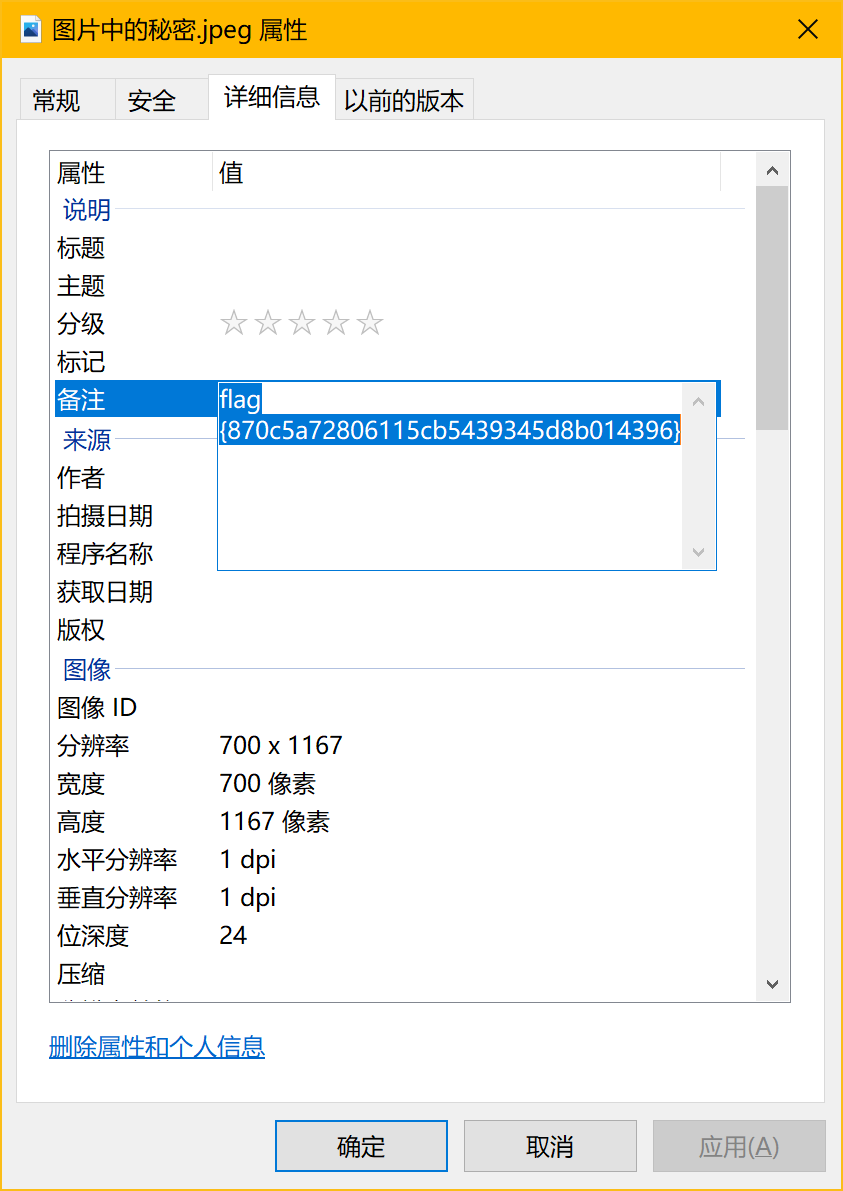 图片中的秘密.jpeg 属性
常规 安全 详细信息 以前的版本
属性 值
说明
标题
主题
分级
标记
备注 flag
{870c5a72806115cb5439345d8b014396}
来源
作者
拍摄日期
程序名称
获取日期
版权
图像
图像 ID
分辨率 700 x 1167
宽度 700 像素
高度 1167 像素
水平分辨率 1 dpi
垂直分辨率 1 dpi
位深度 24
压缩
删除属性和个人信息
确定 取消 应用(A)